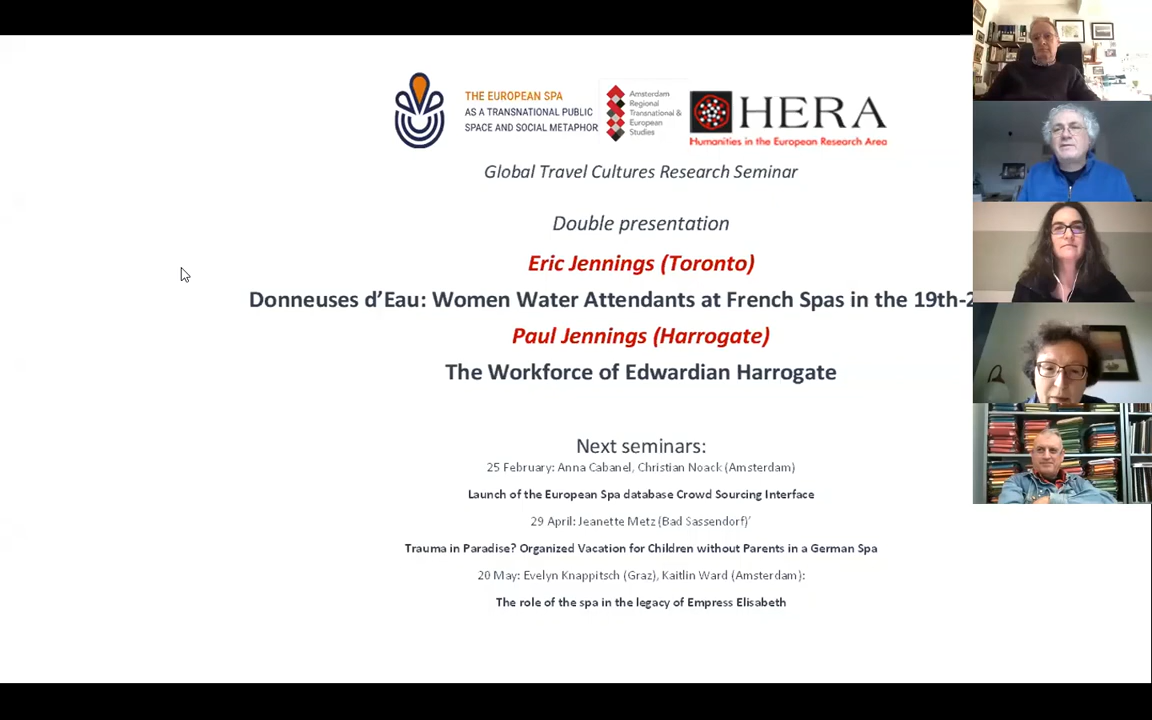 THE EUROPEAN SPA
AS A TRANSNATIONAL PUBLIC
SPACE AND SOCIAL METAPHOR
Amsterdam
Regional
Transnational &
European
Studies
HERA
Humanities in the European Research Area
Global Travel Cultures Research Seminar
Double presentation
Eric Jennings (Toronto)
Donneuses d’Eau: Women Water Attendants at French Spas in the 19th-2
Paul Jennings (Harrogate)
The Workforce of Edwardian Harrogate
Next seminars:
25 February: Anna Cabanel, Christian Noack (Amsterdam)
Launch of the European Spa database Crowd Sourcing Interface
29 April: Jeanette Metz (Bad Sassendorf)´
Trauma in Paradise? Organized Vacation for Children without Parents in a German Spa
20 May: Evelyn Knappitsch (Graz), Kaitlin Ward (Amsterdam):
The role of the spa in the legacy of Empress Elisabeth